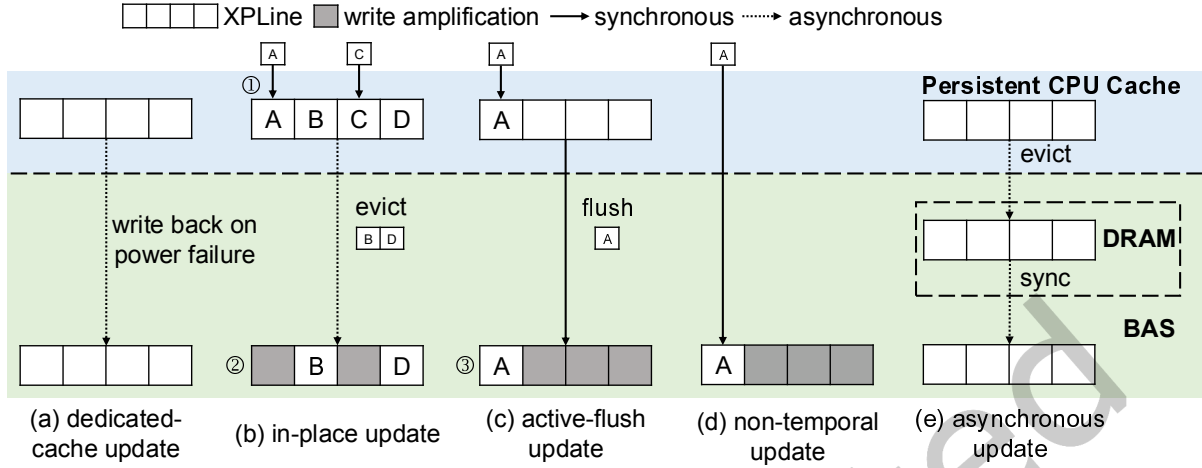 XPLine write amplification synchronous asynchronous
A C A A
① Persistent CPU Cache
A B C D A
evict
write back on
power failure
evict
B D
flush
A
DRAM
sync
BAS
② B D ③ A A
(a) dedicated-
cache update
(b) in-place update
(c) active-flush
update
(d) non-temporal
update
(e) asynchronous
update
ed